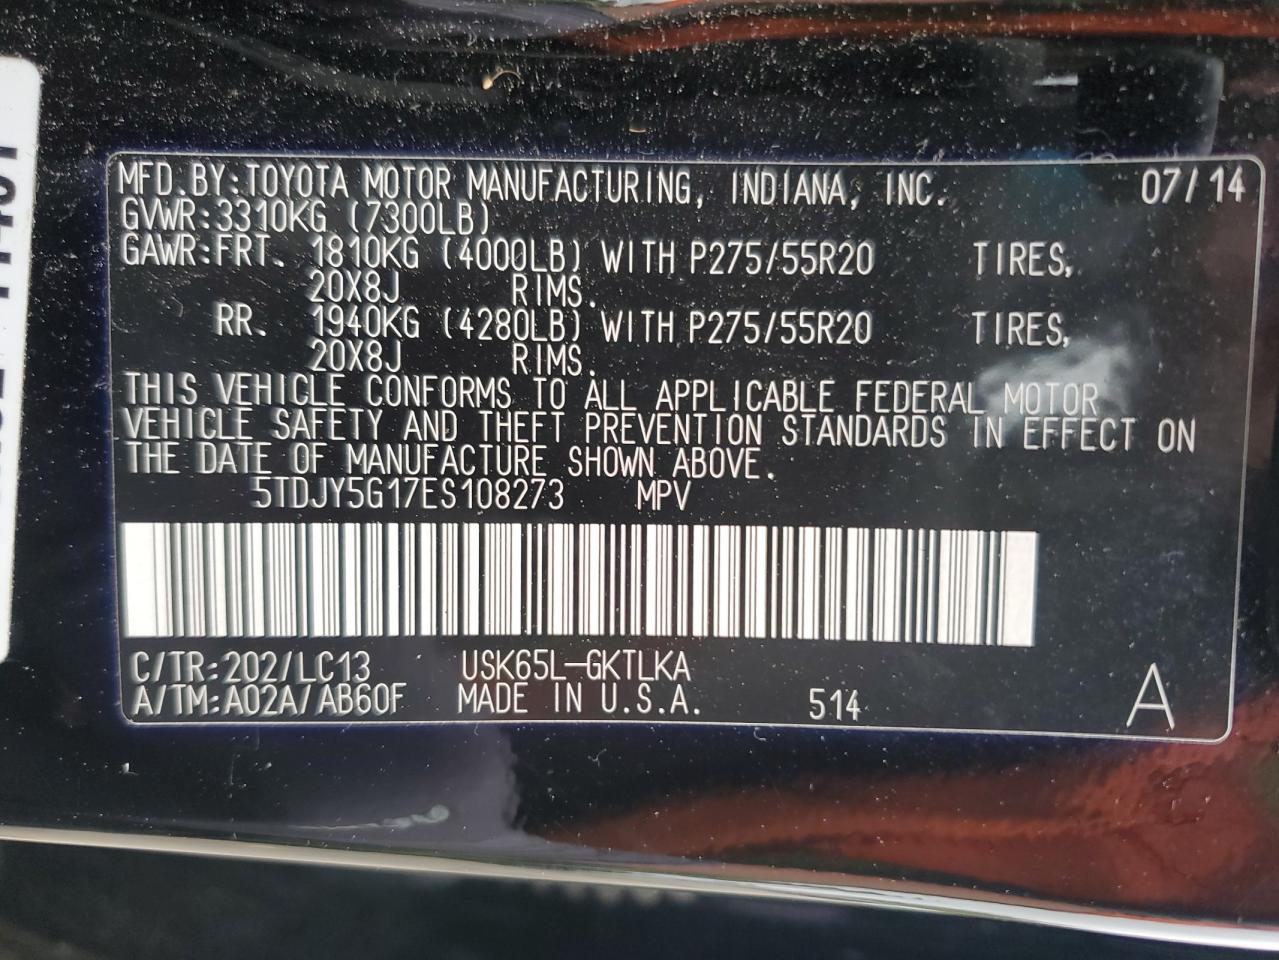 MFD.BY:TOYOTA MOTOR MANUFACTURING, INDIANA, INC. 07/14
GVWR:3310KG (7300LB)
GAWR:FRT. 1810KG (4000LB) WITH P275/55R20 TIRES,
20X8J RIMS.
RR. 1940KG (4280LB) WITH P275/55R20 TIRES,
20X8J RIMS.
THIS VEHICLE CONFORMS TO ALL APPLICABLE FEDERAL MOTOR
VEHICLE SAFETY AND THEFT PREVENTION STANDARDS IN EFFECT ON
THE DATE OF MANUFACTURE SHOWN ABOVE.
5TDJY5G17ES108273 MPV
C/TR:202/LC13 USK65L-GKTLKA
A/TM:A02A/AB60F MADE IN U.S.A. 514 A